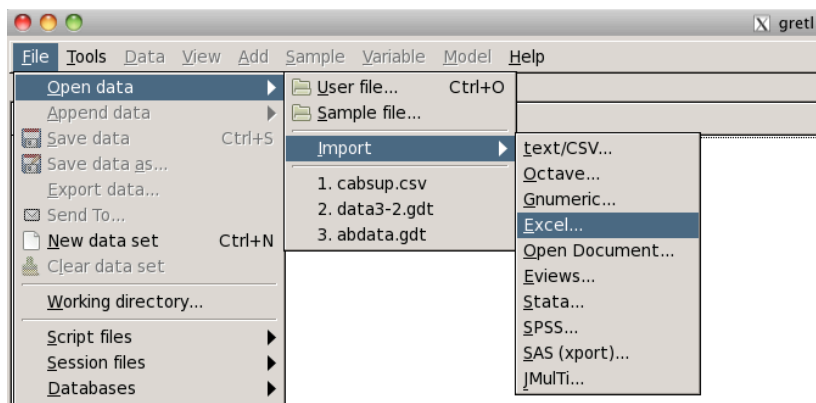 gretl
File Tools Data View Add Sample Variable Model Help
Open data
Append data
Save data Ctrl+S
Save data as...
Export data...
Send To...
New data set Ctrl+N
Clear data set
Working directory...
Script files
Session files
Databases
User file... Ctrl+O
Sample file...
Import
1. cabsup.csv
2. data3-2.gdt
3. abdata.gdt
text/CSV...
Octave...
Gnumeric...
Excel...
Open Document...
Eviews...
Stata...
SPSS...
SAS (xport)...
JMulTi...